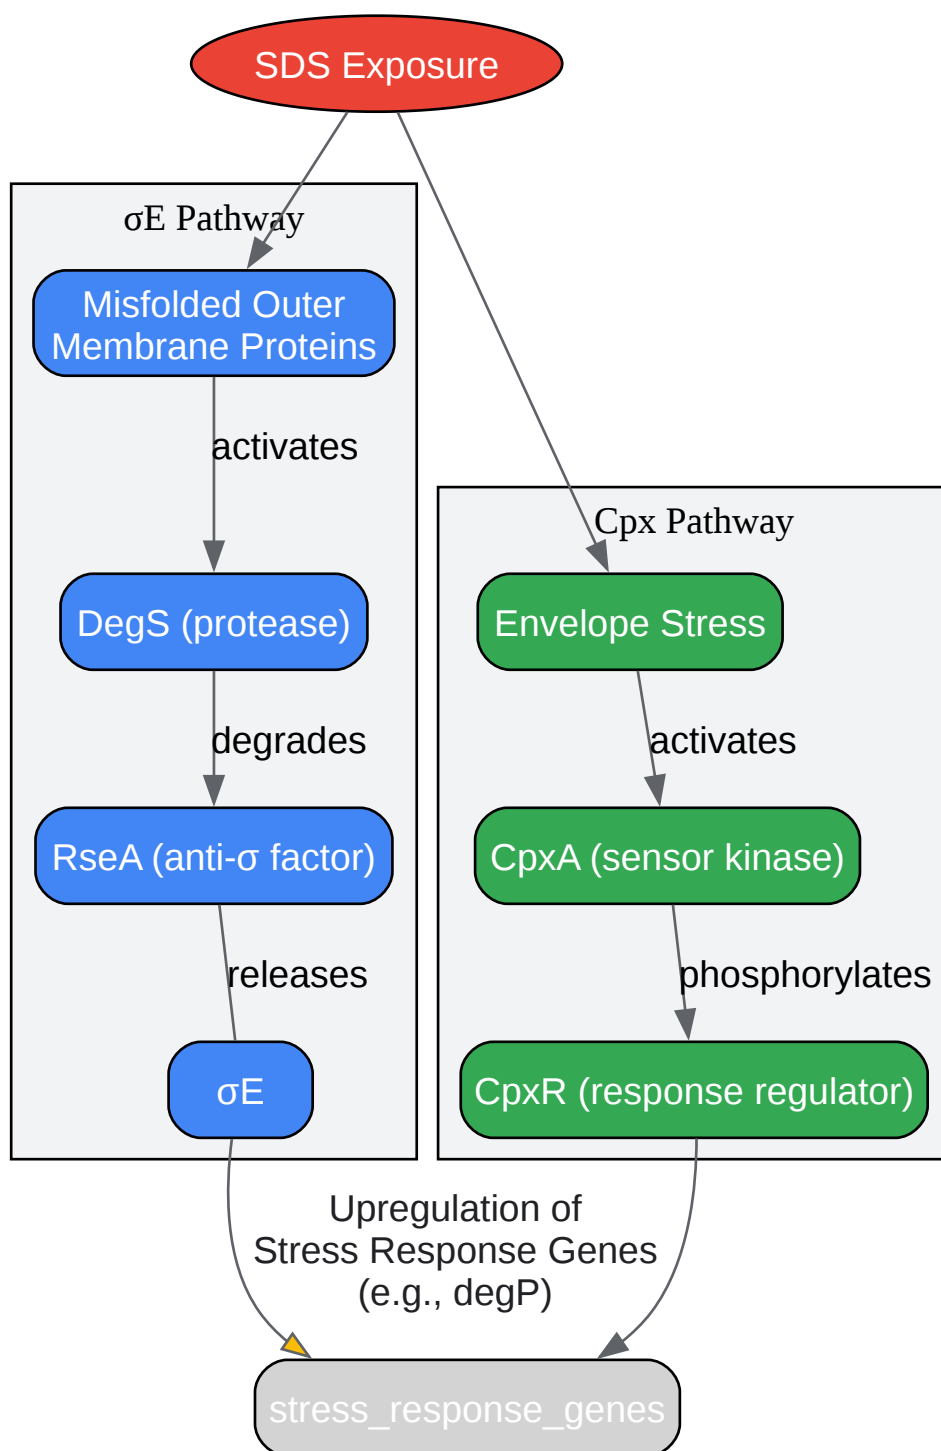 SDS Exposure
σE Pathway
Misfolded Outer
Membrane Proteins
activates
DegS (protease)
degrades
RseA (anti-σ factor)
releases
σE
Cpx Pathway
Envelope Stress
activates
CpxA (sensor kinase)
phosphorylates
CpxR (response regulator)
Upregulation of
Stress Response Genes
(e.g., degP)
stress_response_genes